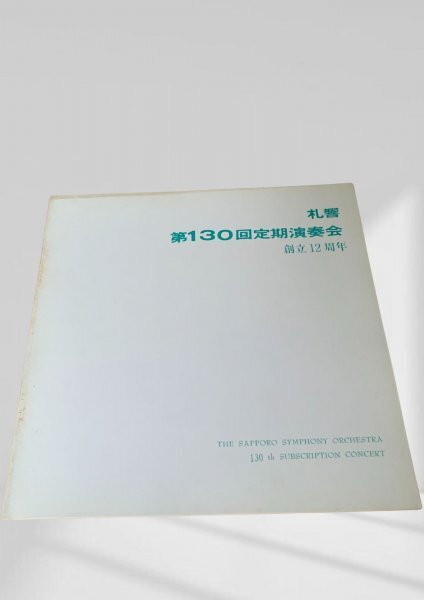 札響
第130回定期演奏会
創立12周年
THE SAPPORO SYMPHONY ORCHESTRA
130 th SUBSCRIPTION CONCERT